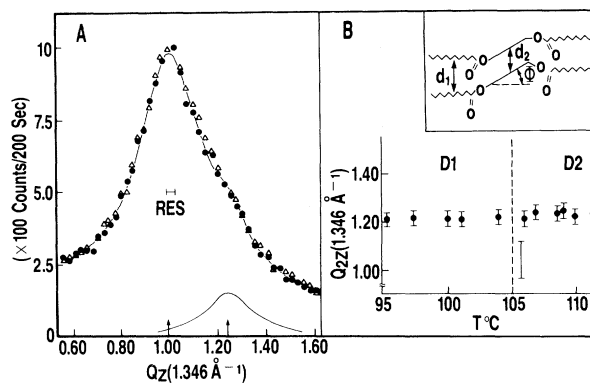 A
(×100 Counts/200 Sec)
10
7.5
5.0
2.5
0
RES
0.60 0.80 1.00 1.20 1.40 1.60
Qz(1.346 Å⁻¹)
B
d₁
d₂
Φ
O O O
O O O
O O
D1 D2
Q₂z(1.346 Å⁻¹)
1.40
1.20
1.00
95 100 105 110
T°C